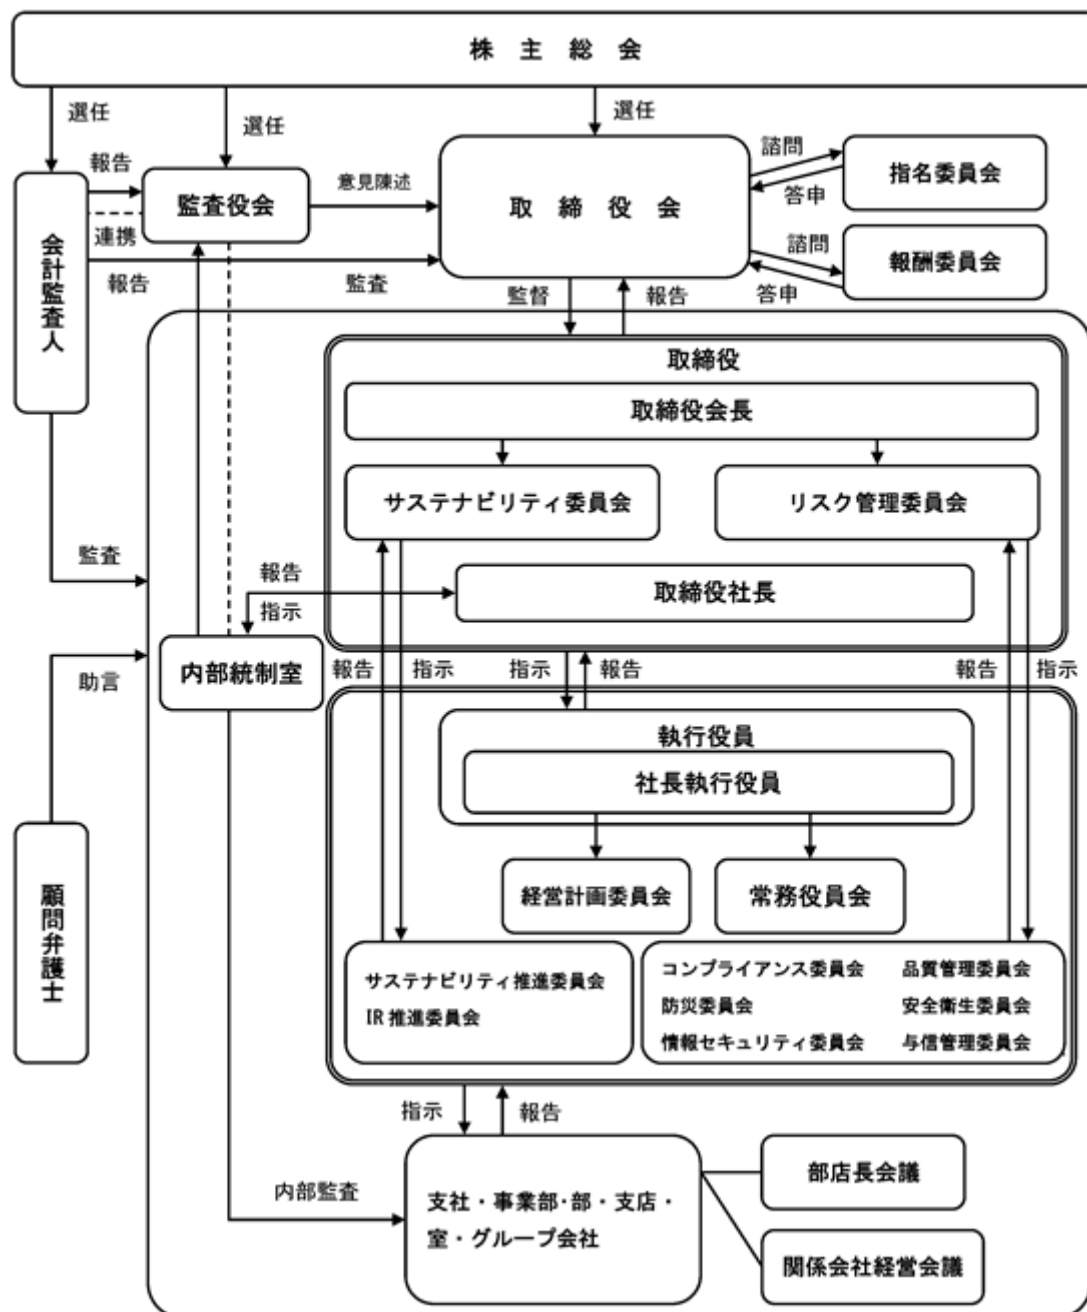 株主総会
選任
選任
選任
報告
監査役会
意見陳述
取締役会
諮問
答申
指名委員会
連携
会計監査人
報告
監査
諮問
答申
報酬委員会
監督
報告
取締役
取締役会長
サステナビリティ委員会
リスク管理委員会
監査
報告
指示
取締役社長
助言
内部統制室
報告
指示
指示
報告
報告
指示
執行役員
社長執行役員
顧問弁護士
経営計画委員会
常務役員会
サステナビリティ推進委員会
IR推進委員会
コンプライアンス委員会 品質管理委員会
防災委員会 安全衛生委員会
情報セキュリティ委員会 与信管理委員会
指示
報告
内部監査
支社・事業部・部・支店・
室・グループ会社
部店長会議
関係会社経営会議